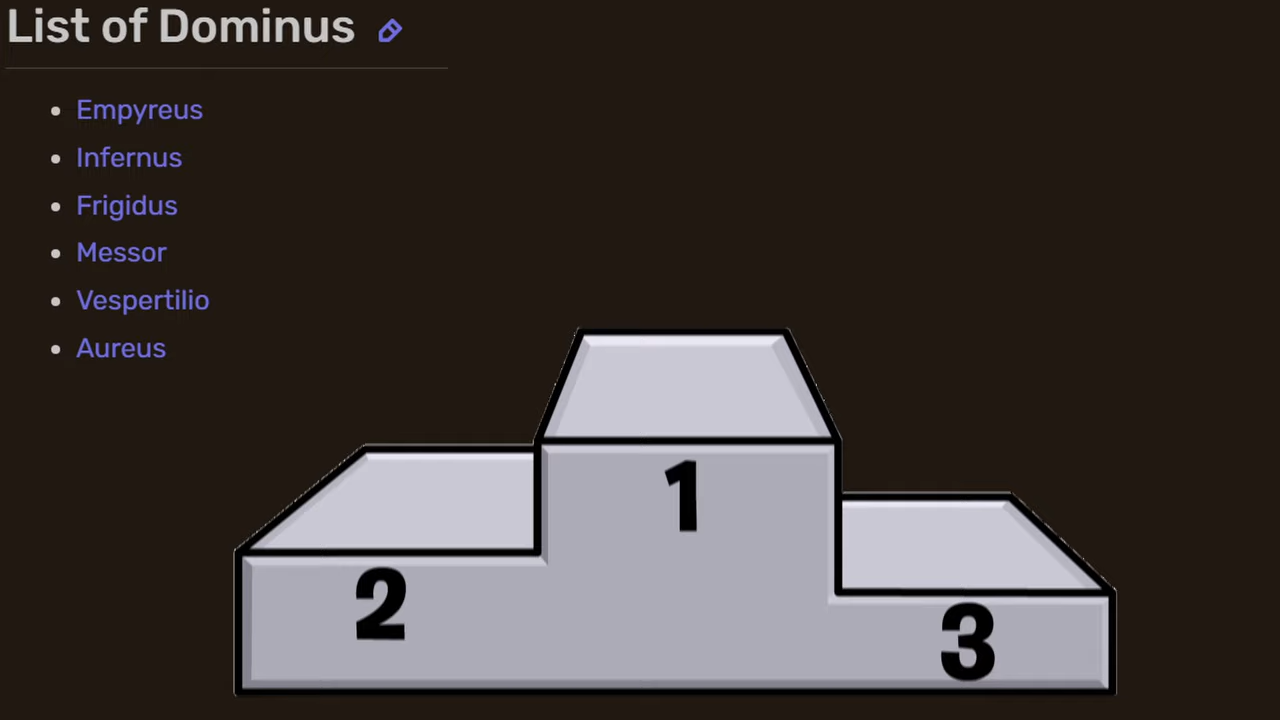 List of Dominus
Empyreus
Infernus
Frigidus
Messor
Vespertilio
Aureus
1
2
3